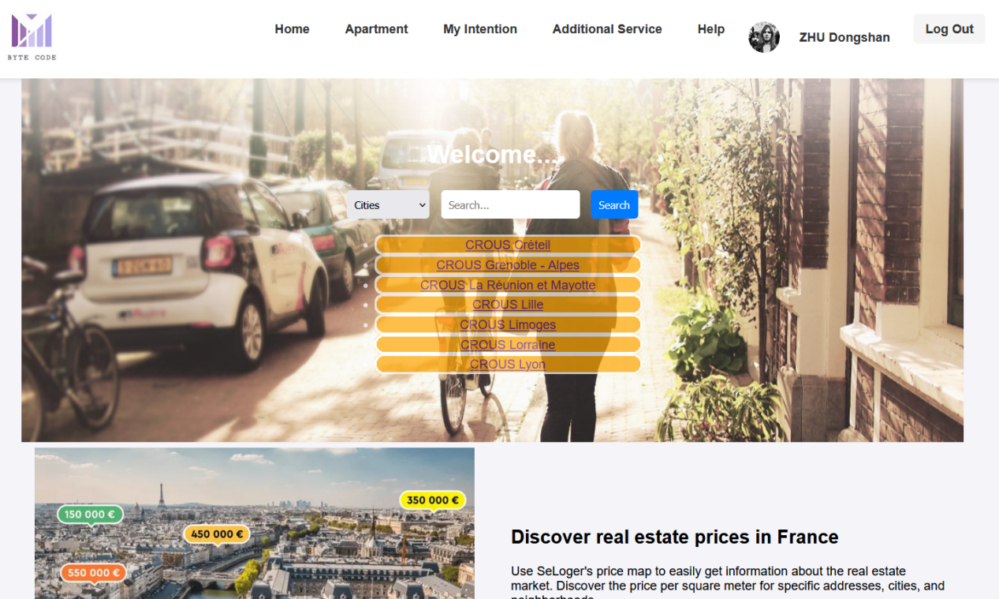 BYTE CODE
Home
Apartment
My Intention
Additional Service
Help
ZHU Dongshan
Log Out
Welcome...
Cities
Search...
Search
CROUS Créteil
CROUS Grenoble - Alpes
CROUS La Réunion et Mayotte
CROUS Lille
CROUS Limoges
CROUS Lorraine
CROUS Lyon
350 000 €
150 000 €
450 000 €
550 000 €
Discover real estate prices in France
Use SeLoger's price map to easily get information about the real estate
market. Discover the price per square meter for specific addresses, cities, and
neighborhoods